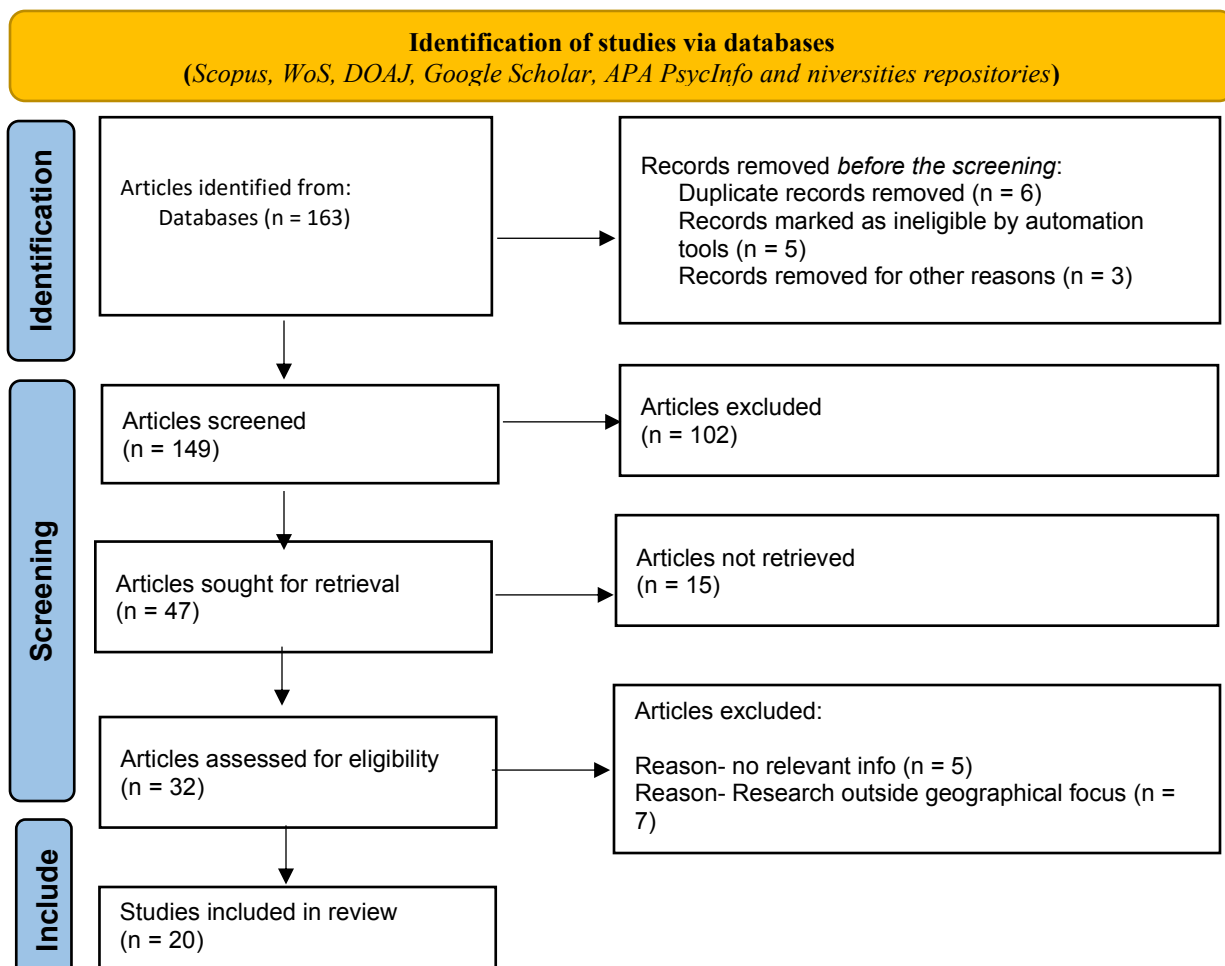 Identification of studies via databases
(Scopus, WoS, DOAJ, Google Scholar, APA PsycInfo and niversities repositories)
Identification
Articles identified from:
Databases (n = 163)
Records removed before the screening:
Duplicate records removed (n = 6)
Records marked as ineligible by automation
tools (n = 5)
Records removed for other reasons (n = 3)
Screening
Articles screened
(n = 149)
Articles excluded
(n = 102)
Articles sought for retrieval
(n = 47)
Articles not retrieved
(n = 15)
Articles assessed for eligibility
(n = 32)
Articles excluded:
Reason- no relevant info (n = 5)
Reason- Research outside geographical focus (n =
7)
Include
Studies included in review
(n = 20)